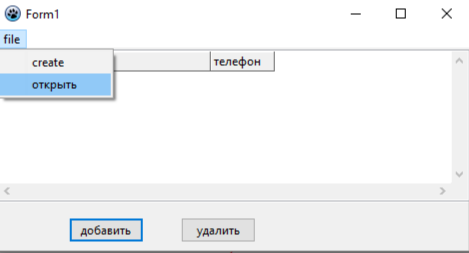 Form1
file
create
телефон
открыть
добавить удалить